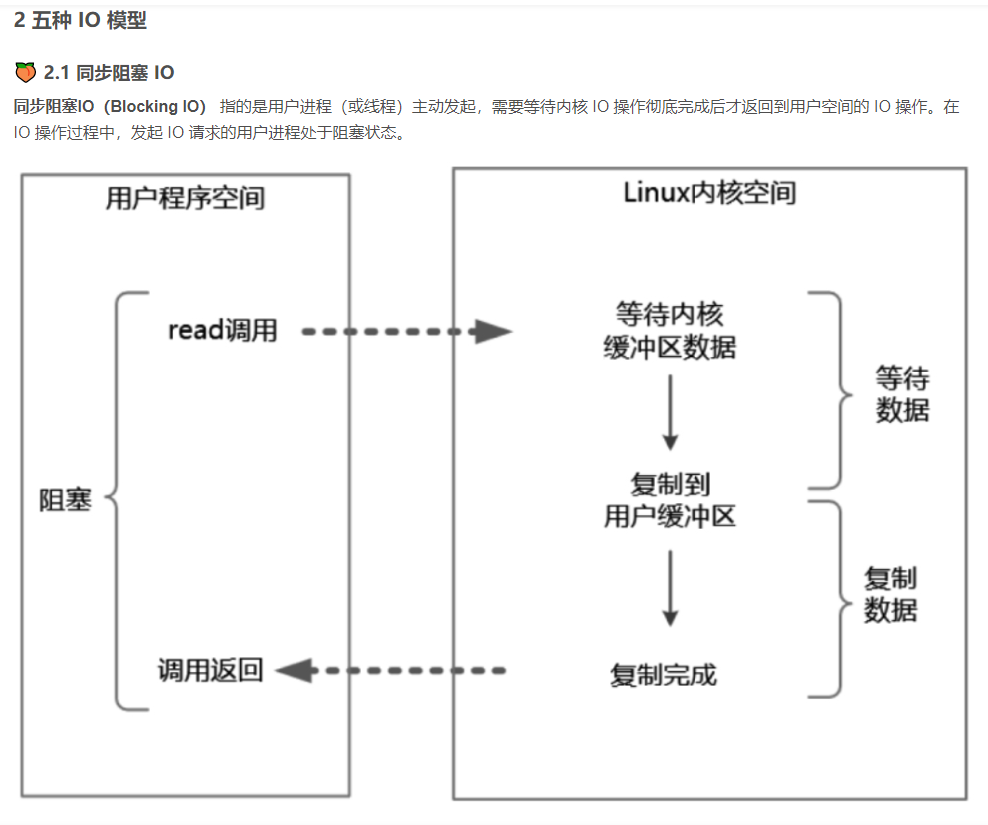 2 五种 IO 模型
2.1 同步阻塞 IO
同步阻塞IO（Blocking IO） 指的是用户进程（或线程）主动发起，需要等待内核 IO 操作彻底完成后才返回到用户空间的 IO 操作。在
IO 操作过程中，发起 IO 请求的用户进程处于阻塞状态。
用户程序空间
Linux内核空间
read调用
等待内核
缓冲区数据
等待
数据
阻塞
复制到
用户缓冲区
复制
数据
调用返回
复制完成